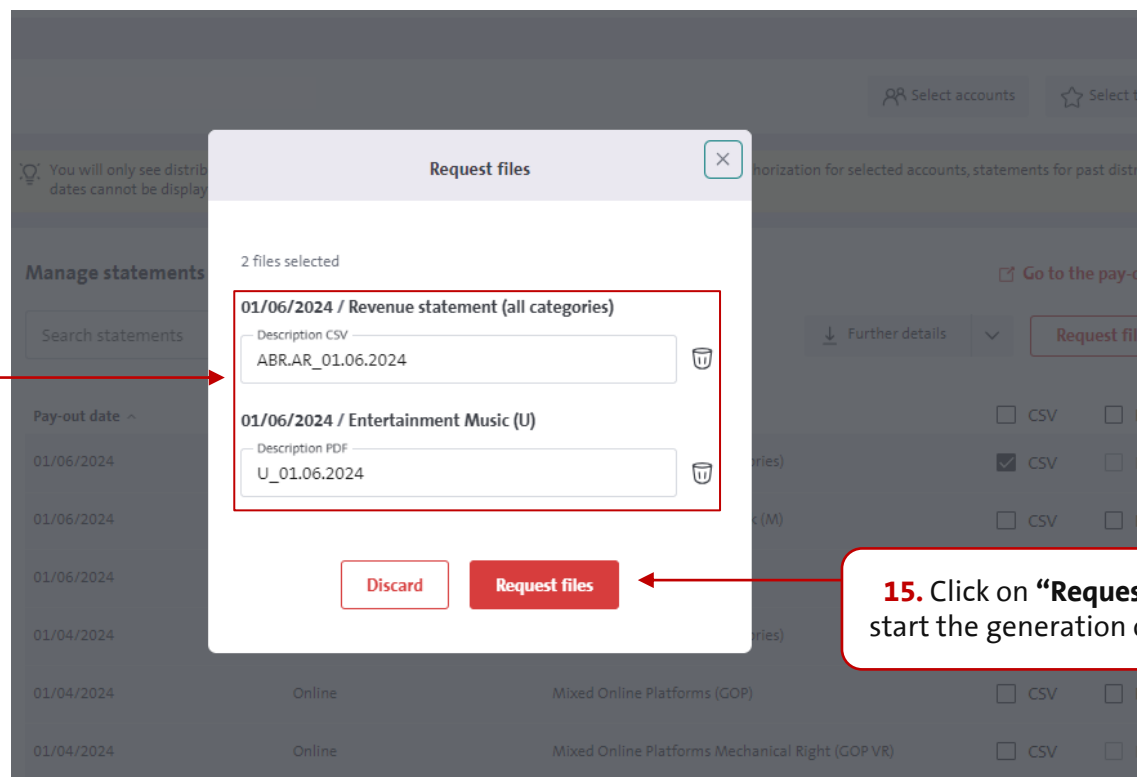 Select accounts
Select t
You will only see distrib
horization for selected accounts, statements for past distr
dates cannot be display
Request files
2 files selected
Manage statements
Go to the pay-o
01/06/2024 / Revenue statement (all categories)
Description CSV
ABR.AR_01.06.2024
Search statements
Further details
Request fil
01/06/2024 / Entertainment Music (U)
Description PDF
U_01.06.2024
Pay-out date
CSV
01/06/2024
ories)
CSV
01/06/2024
(M)
CSV
01/06/2024
Discard
Request files
15. Click on “Reques
start the generation
01/04/2024
ories)
01/04/2024 Online Mixed Online Platforms (GOP) CSV
01/04/2024 Online Mixed Online Platforms Mechanical Right (GOP VR) CSV